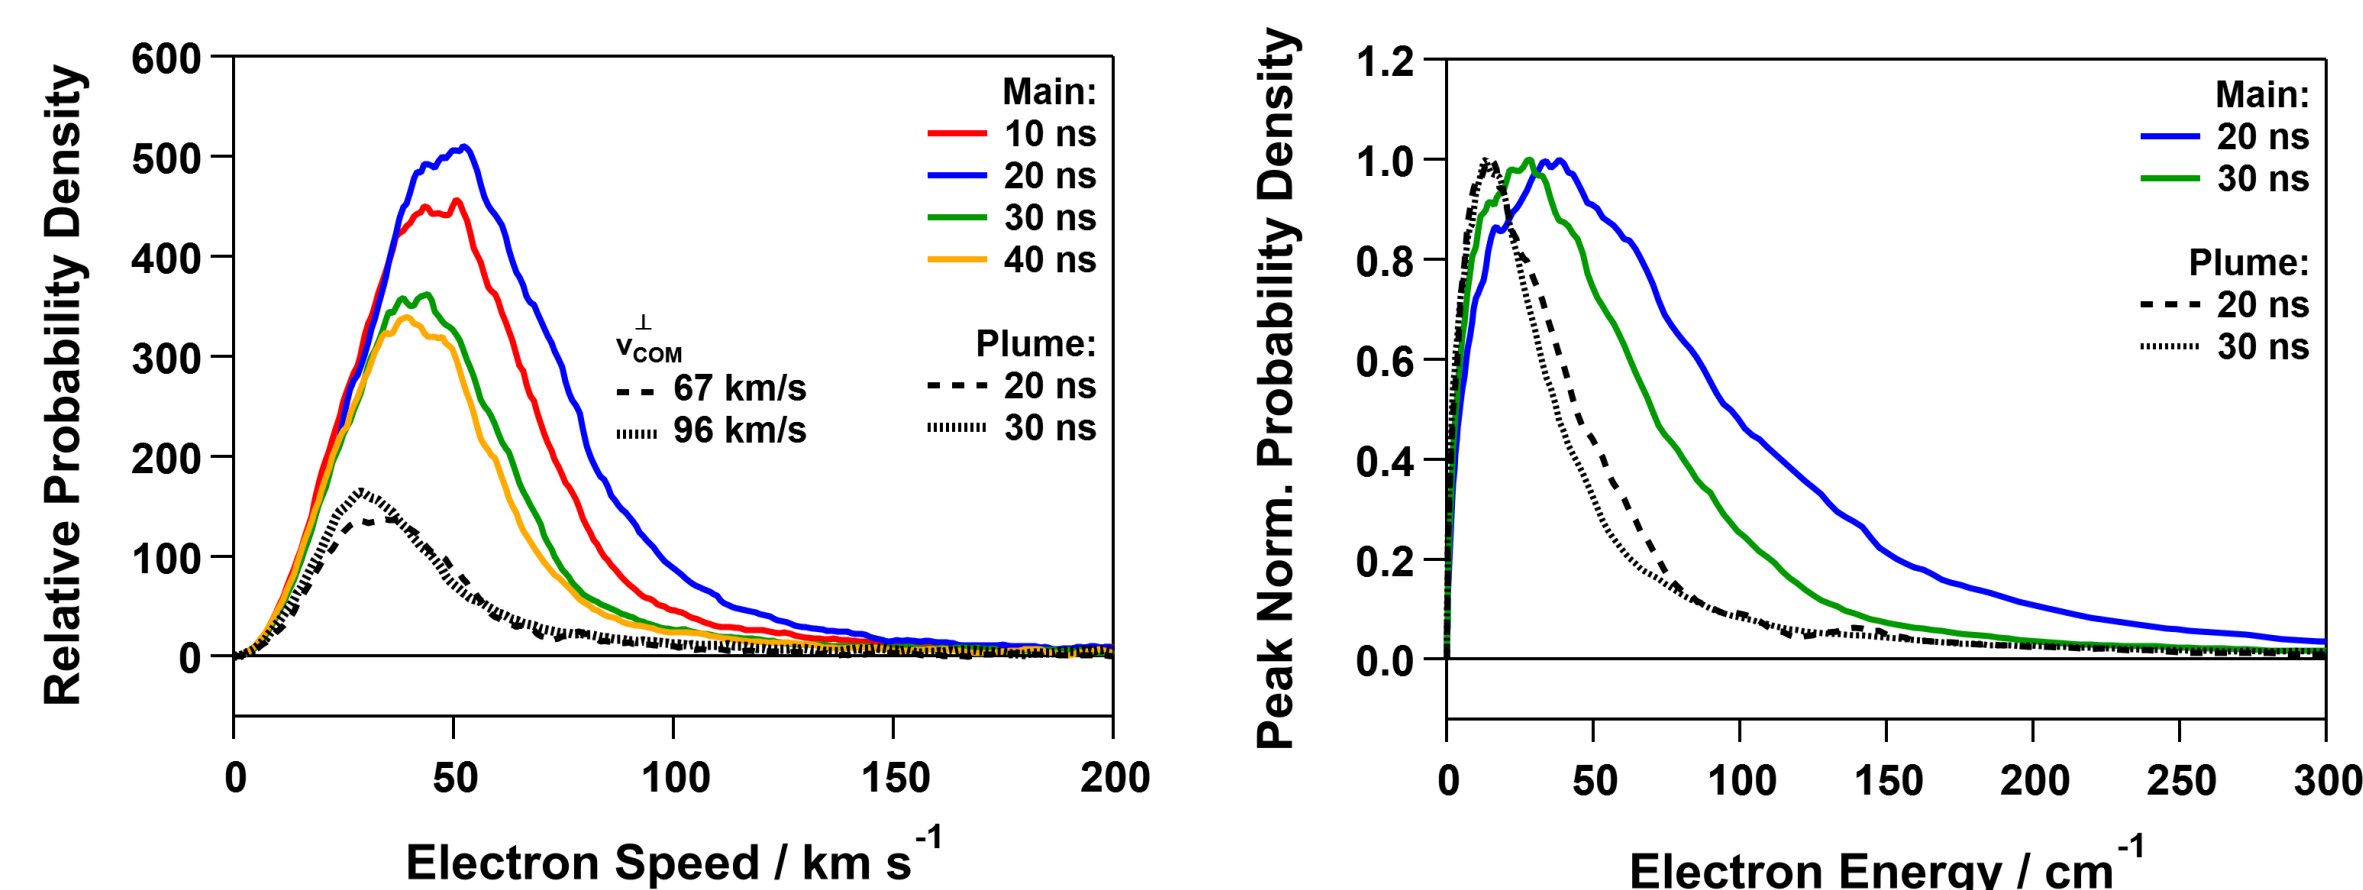 Relative Probability Density
600
500
400
300
200
100
0
0 50 100 150 200
Electron Speed / km s-1
Main:
10 ns
20 ns
30 ns
40 ns
Plume:
20 ns
30 ns
v⊥COM
67 km/s
96 km/s
Peak Norm. Probability Density
1.2
1.0
0.8
0.6
0.4
0.2
0.0
0 50 100 150 200 250 300
Electron Energy / cm-1
Main:
20 ns
30 ns
Plume:
20 ns
30 ns